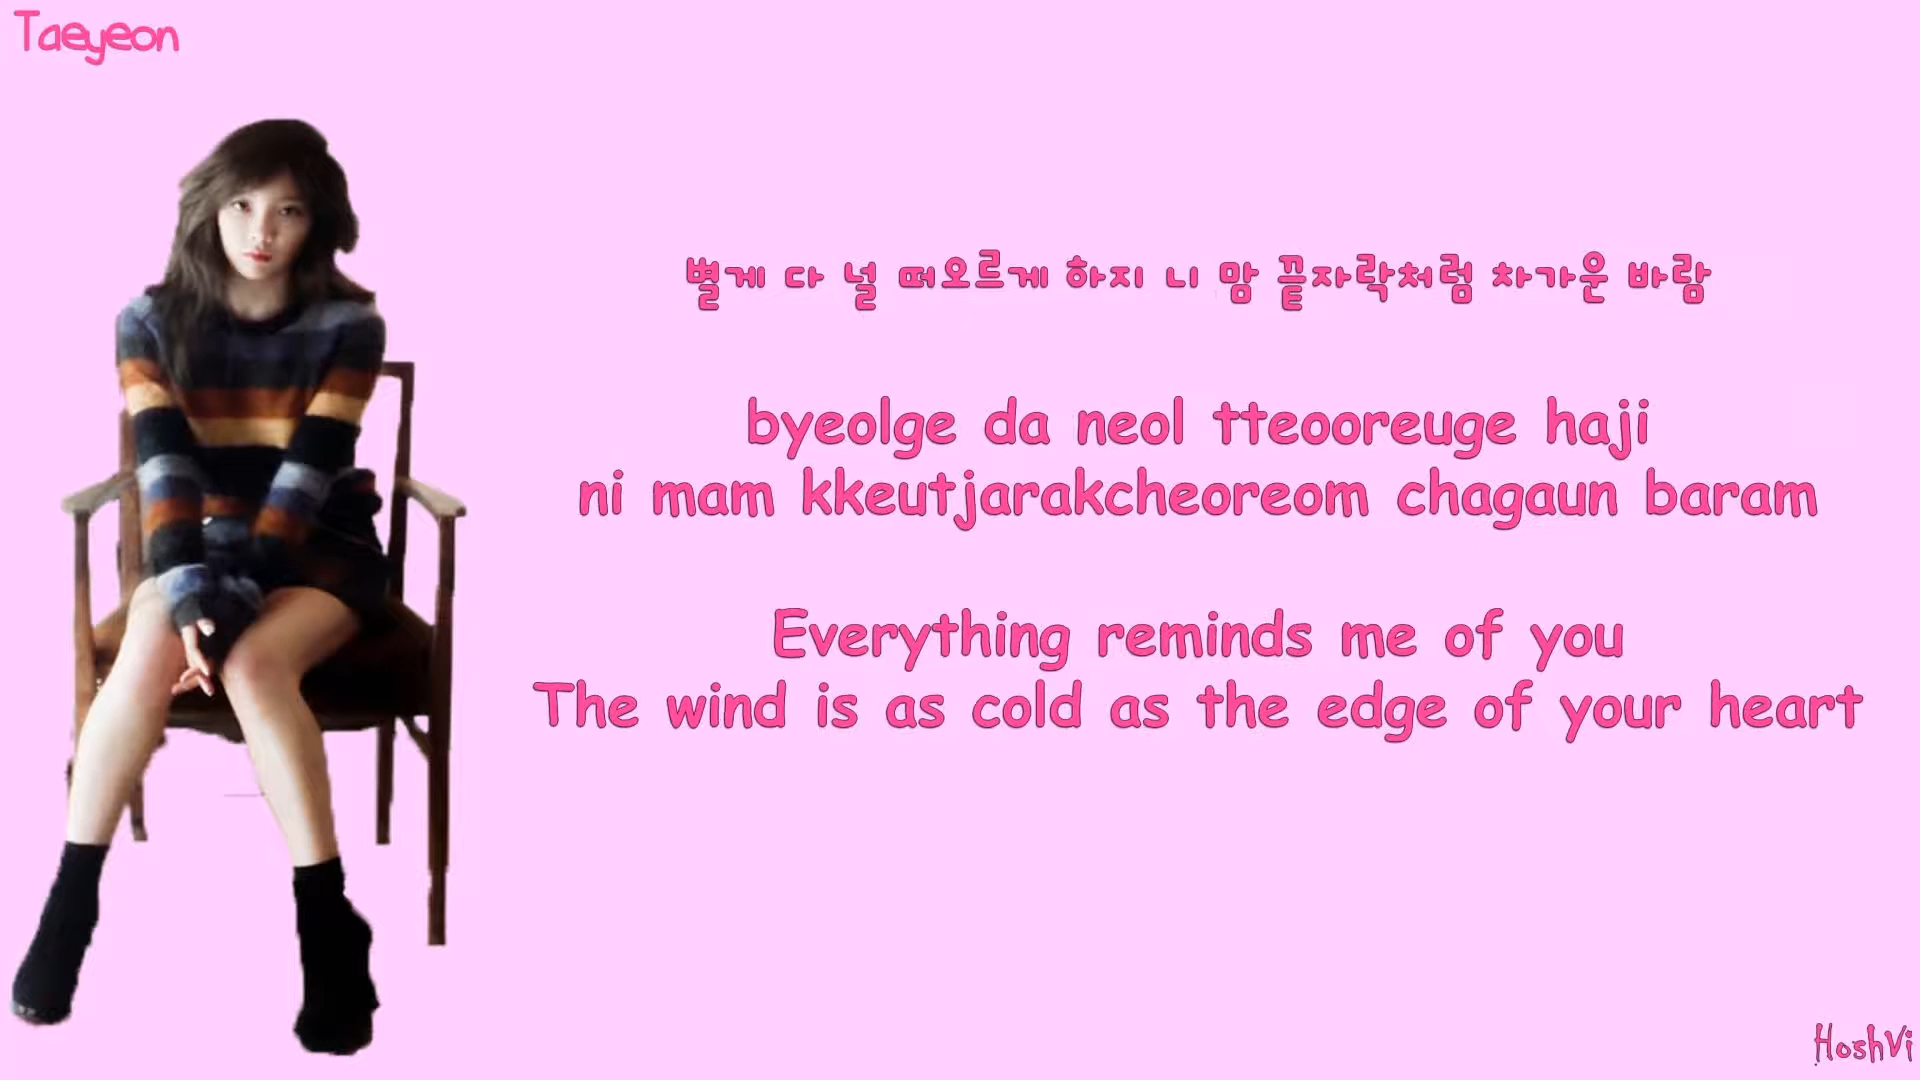 Taeyeon
별게 다 널 떠오르게 하지 니 맘 끝자락처럼 차가운 바람
byeolge da neol tteooreuge haji
ni mam kkeutjarakcheoreom chagaun baram
Everything reminds me of you
The wind is as cold as the edge of your heart
HoshVi